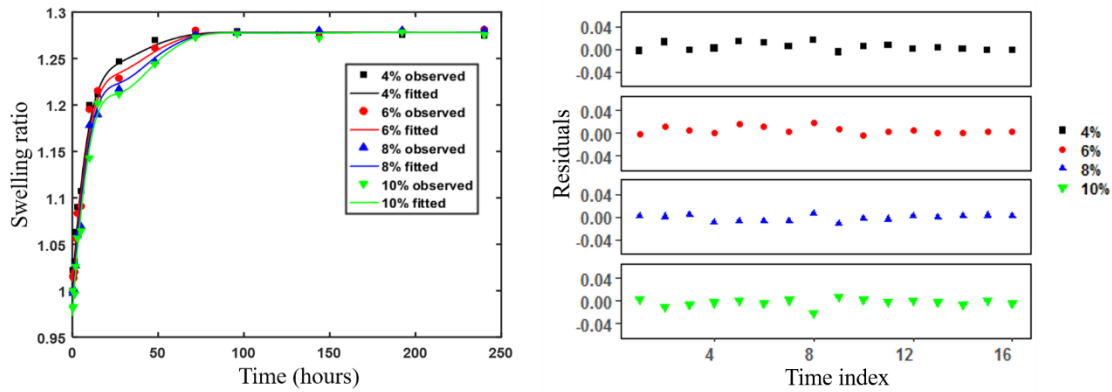 Swelling ratio
1.3
1.25
1.2
1.15
1.1
1.05
1
0.95
0
50
100
150
200
250
Time (hours)
4% observed
4% fitted
6% observed
6% fitted
8% observed
8% fitted
10% observed
10% fitted
Residuals
0.04
0.00
-0.04
0.04
0.00
-0.04
0.04
0.00
-0.04
0.04
0.00
-0.04
4
8
12
16
Time index
4%
6%
8%
10%